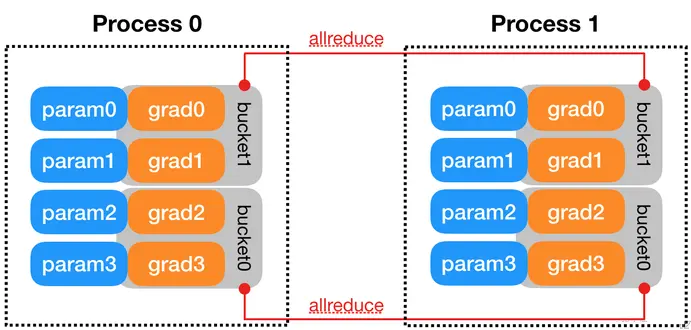 Process 0
Process 1
allreduce
param0 grad0
param1 grad1
bucket1
param2 grad2
param3 grad3
bucket0
param0 grad0
param1 grad1
bucket1
param2 grad2
param3 grad3
bucket0
allreduce